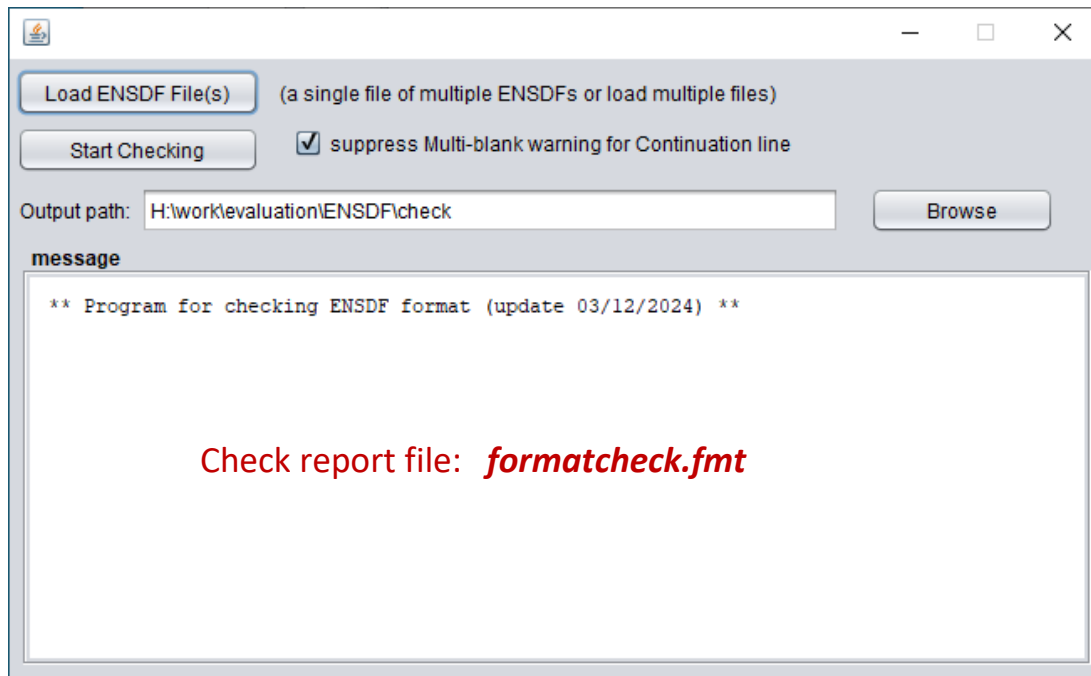 Load ENSDF File(s) (a single file of multiple ENSDFs or load multiple files)
Start Checking suppress Multi-blank warning for Continuation line
Output path: H:\work\evaluation\ENSDF\check Browse
message
** Program for checking ENSDF format (update 03/12/2024) **
Check report file: formatcheck.fmt